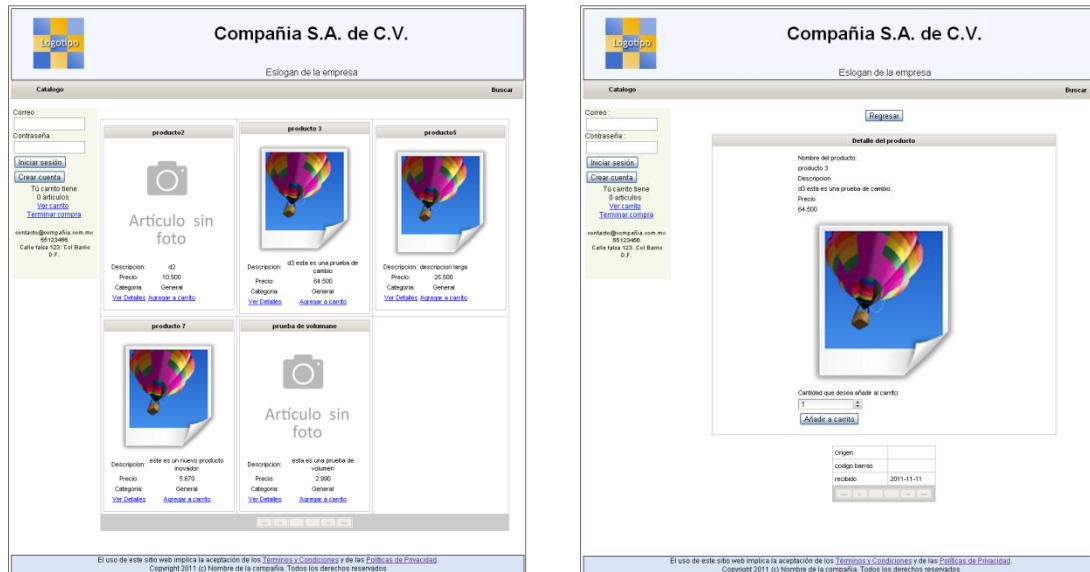 Logotipo
Compañia S.A. de C.V.
Eslogan de la empresa
Catalogo
Buscar
Correo :
Contraseña :
Iniciar sesión
Crear cuenta
Tú carrito tiene
0 articulos
Ver carrito
Terminar compra
contacto@compañia.com.mx
55123456
Calle falsa 123. Col Barrio
D.F.
producto2
Artículo sin
foto
Descripcion: d2
Precio: 10.500
Categoria: General
Ver Detalles Agregar a carrito
producto 3
Descripcion: d3 esta es una prueba de
cambio
Precio: 64.500
Categoria: General
Ver Detalles Agregar a carrito
producto5
Descripcion: descripcion larga
Precio: 25.500
Categoria: General
Ver Detalles Agregar a carrito
producto 7
Descripcion: este es un nuevo producto
inovador
Precio: 5.670
Categoria: General
Ver Detalles Agregar a carrito
prueba de volumane
Artículo sin
foto
Descripcion: esta es una prueba de
volumen
Precio: 2.990
Categoria: General
Ver Detalles Agregar a carrito
El uso de este sitio web implica la aceptación de los Términos y Condiciones y de las Políticas de Privacidad.
Copyright 2011 (c) Nombre de la compañia. Todos los derechos reservados
Logotipo
Compañia S.A. de C.V.
Eslogan de la empresa
Catalogo
Buscar
Correo :
Contraseña :
Iniciar sesión
Crear cuenta
Tú carrito tiene
0 articulos
Ver carrito
Terminar compra
contacto@compañia.com.mx
55123456
Calle falsa 123. Col Barrio
D.F.
Regresar
Detalle del producto
Nombre del producto:
producto 3
Descripcion
d3 esta es una prueba de cambio
Precio
64.500
Cantidad que desea añadir al carrito:
1
Añadir a carrito
Origen
codigo barras
recibido 2011-11-11
El uso de este sitio web implica la aceptación de los Términos y Condiciones y de las Políticas de Privacidad.
Copyright 2011 (c) Nombre de la compañia. Todos los derechos reservados